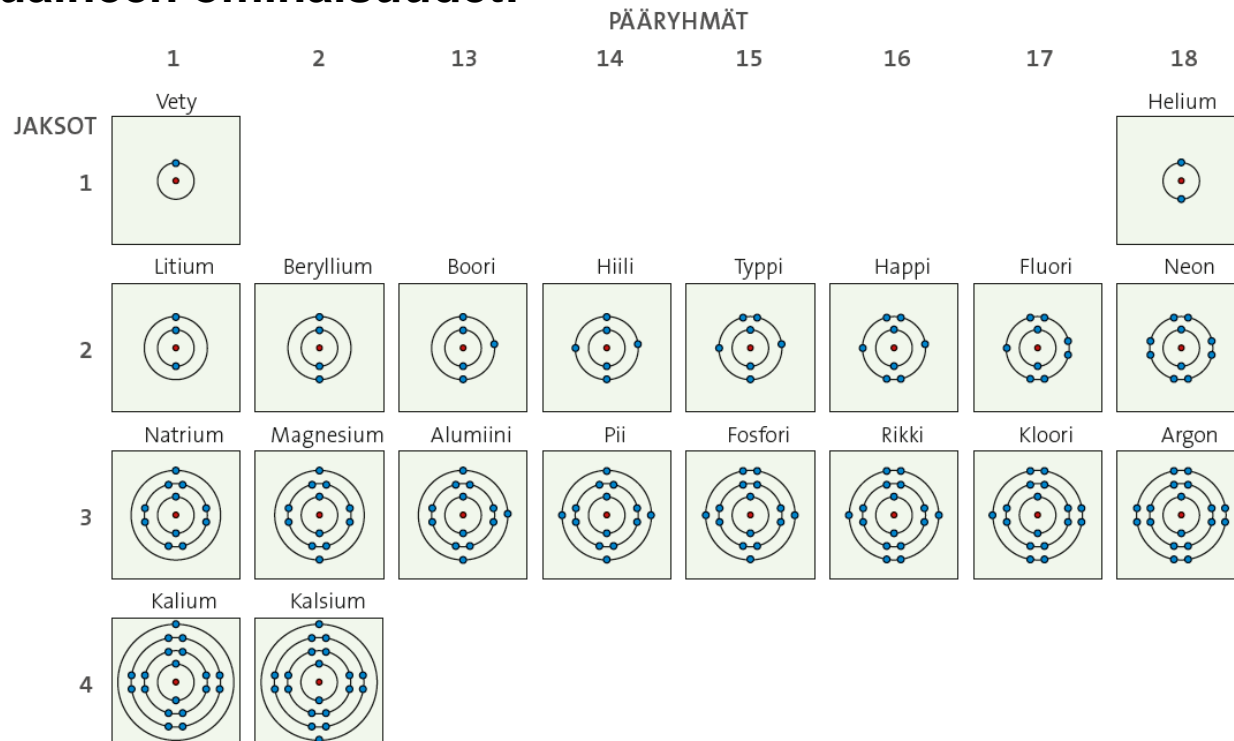 PÄÄRYHMÄT
1 2 13 14 15 16 17 18
Vety Helium
JAKSOT
1
Litium Beryllium Boori Hiili Typpi Happi Fluori Neon
2
Natrium Magnesium Alumiini Pii Fosfori Rikki Kloori Argon
3
Kalium Kalsium
4